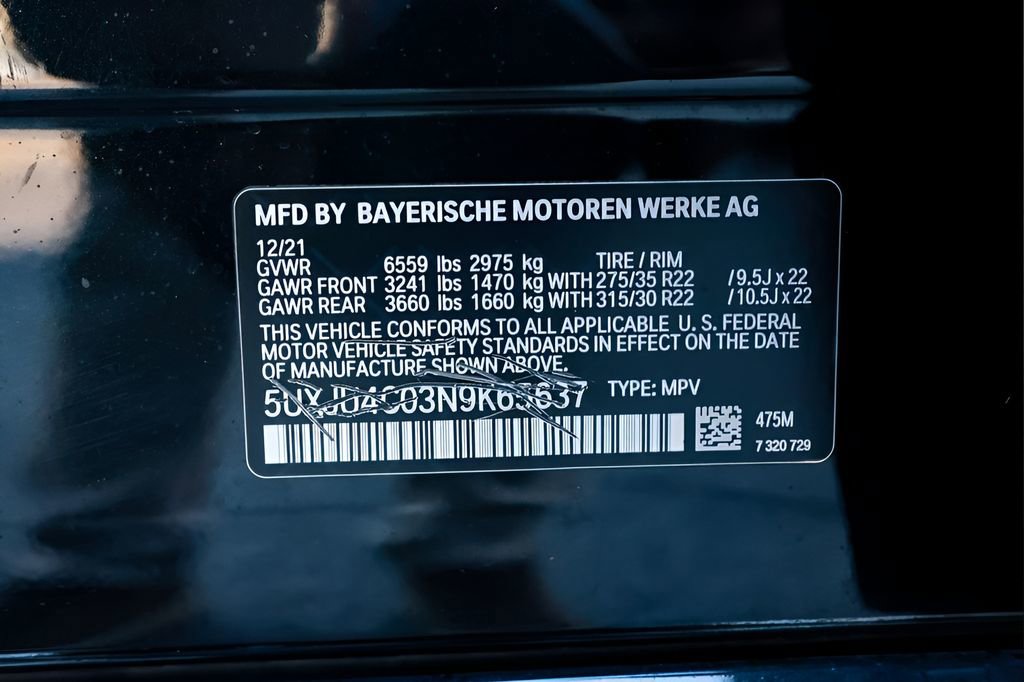 MFD BY BAYERISCHE MOTOREN WERKE AG
12/21
GVWR 6559 lbs 2975 kg TIRE / RIM
GAWR FRONT 3241 lbs 1470 kg WITH 275/35 R22 / 9.5J x 22
GAWR REAR 3660 lbs 1660 kg WITH 315/30 R22 / 10.5J x 22
THIS VEHICLE CONFORMS TO ALL APPLICABLE U. S. FEDERAL
MOTOR VEHICLE SAFETY STANDARDS IN EFFECT ON THE DATE
OF MANUFACTURE SHOWN ABOVE.
5UXJU4C03N9K65637 TYPE: MPV
475M
7 320 729